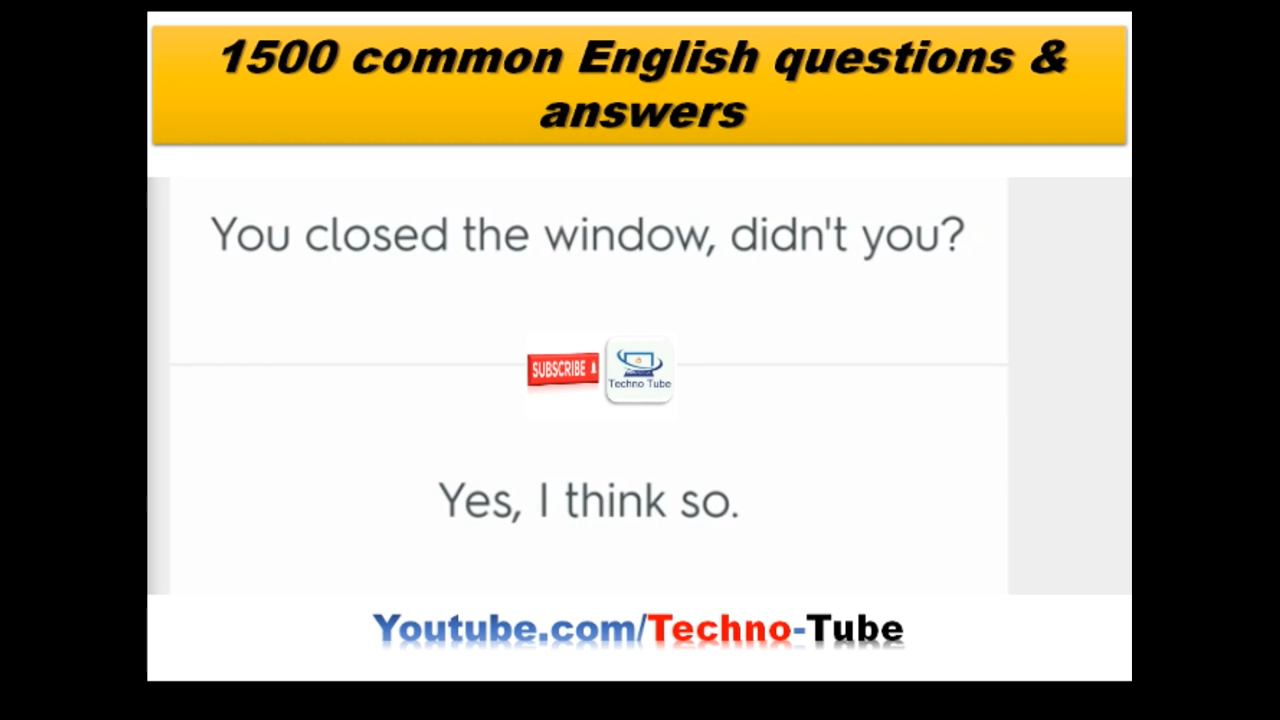 1500 common English questions &
answers
You closed the window, didn't you?
SUBSCRIBE
Techno Tube
Yes, I think so.
Youtube.com/Techno-Tube